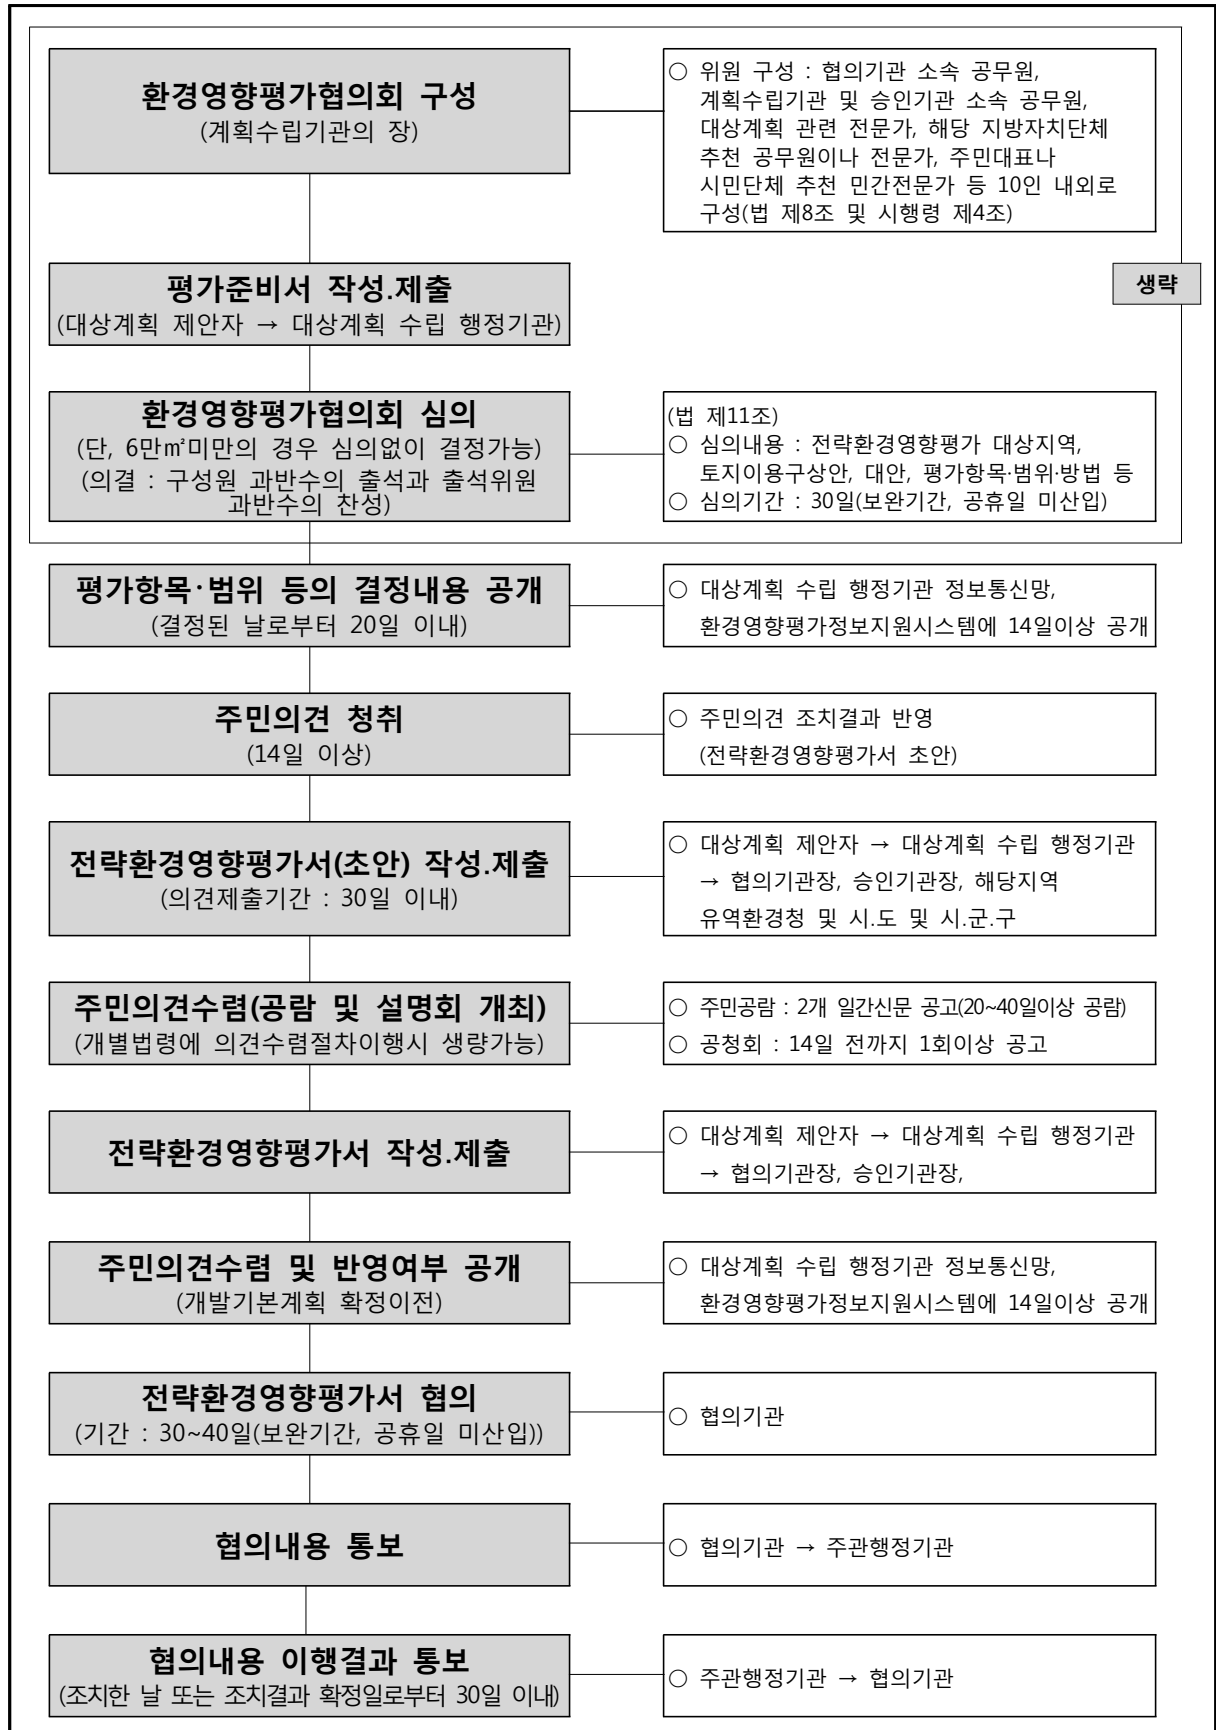 환경영향평가협의회 구성
(계획수립기관의 장)
○ 위원 구성 : 협의기관 소속 공무원,
계획수립기관 및 승인기관 소속 공무원,
대상계획 관련 전문가, 해당 지방자치단체
추천 공무원이나 전문가, 주민대표나
시민단체 추천 민간전문가 등 10인 내외로
구성(법 제8조 및 시행령 제4조)
평가준비서 작성.제출
(대상계획 제안자 → 대상계획 수립 행정기관)
생략
환경영향평가협의회 심의
(단, 6만㎡미만의 경우 심의없이 결정가능)
(의결 : 구성원 과반수의 출석과 출석위원
과반수의 찬성)
(법 제11조)
○ 심의내용 : 전략환경영향평가 대상지역,
토지이용구상안, 대안, 평가항목·범위·방법 등
○ 심의기간 : 30일(보완기간, 공휴일 미산입)
평가항목·범위 등의 결정내용 공개
(결정된 날로부터 20일 이내)
○ 대상계획 수립 행정기관 정보통신망,
환경영향평가정보지원시스템에 14일이상 공개
주민의견 청취
(14일 이상)
○ 주민의견 조치결과 반영
(전략환경영향평가서 초안)
전략환경영향평가서(초안) 작성.제출
(의견제출기간 : 30일 이내)
○ 대상계획 제안자 → 대상계획 수립 행정기관
→ 협의기관장, 승인기관장, 해당지역
유역환경청 및 시.도 및 시.군.구
주민의견수렴(공람 및 설명회 개최)
(개별법령에 의견수렴절차이행시 생량가능)
○ 주민공람 : 2개 일간신문 공고(20~40일이상 공람)
○ 공청회 : 14일 전까지 1회이상 공고
전략환경영향평가서 작성.제출
○ 대상계획 제안자 → 대상계획 수립 행정기관
→ 협의기관장, 승인기관장,
주민의견수렴 및 반영여부 공개
(개발기본계획 확정이전)
○ 대상계획 수립 행정기관 정보통신망,
환경영향평가정보지원시스템에 14일이상 공개
전략환경영향평가서 협의
(기간 : 30~40일(보완기간, 공휴일 미산입))
○ 협의기관
협의내용 통보
○ 협의기관 → 주관행정기관
협의내용 이행결과 통보
(조치한 날 또는 조치결과 확정일로부터 30일 이내)
○ 주관행정기관 → 협의기관